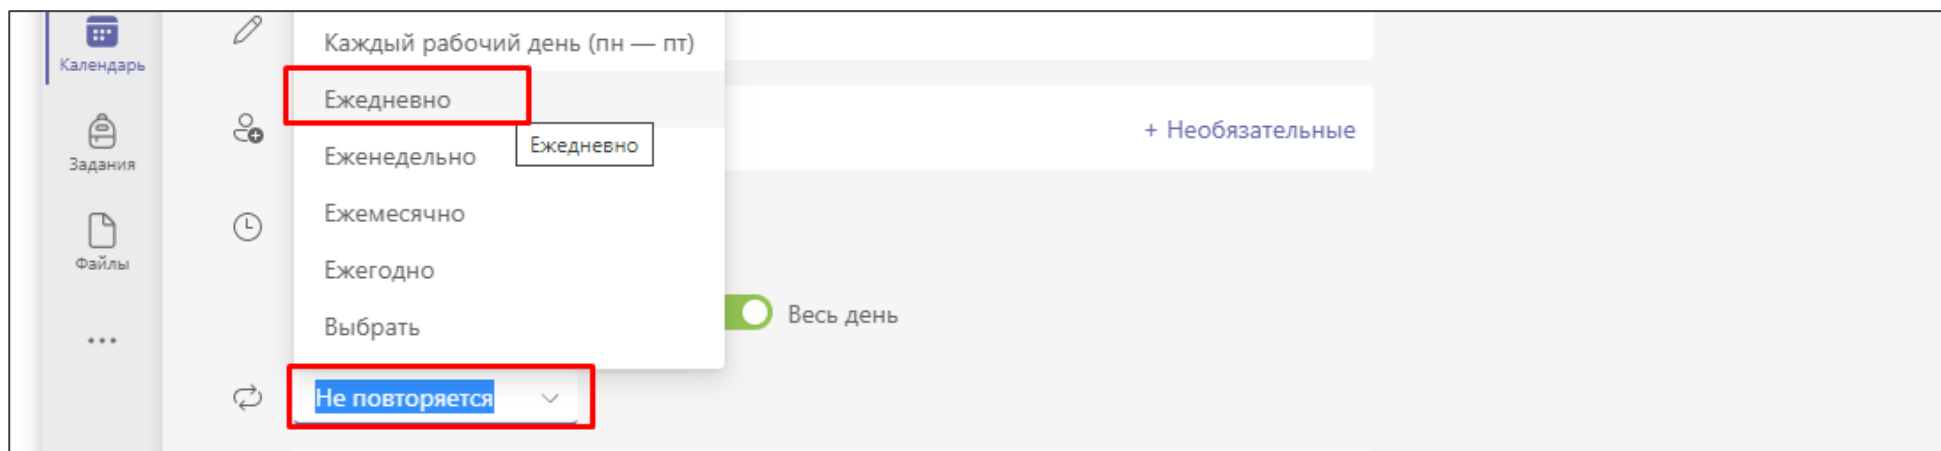 Календарь
Задания
Файлы
Каждый рабочий день (пн — пт)
Ежедневно
Ежедневно
Еженедельно
Ежемесячно
Ежегодно
Выбрать
Не повторяется
+ Необязательные
Весь день